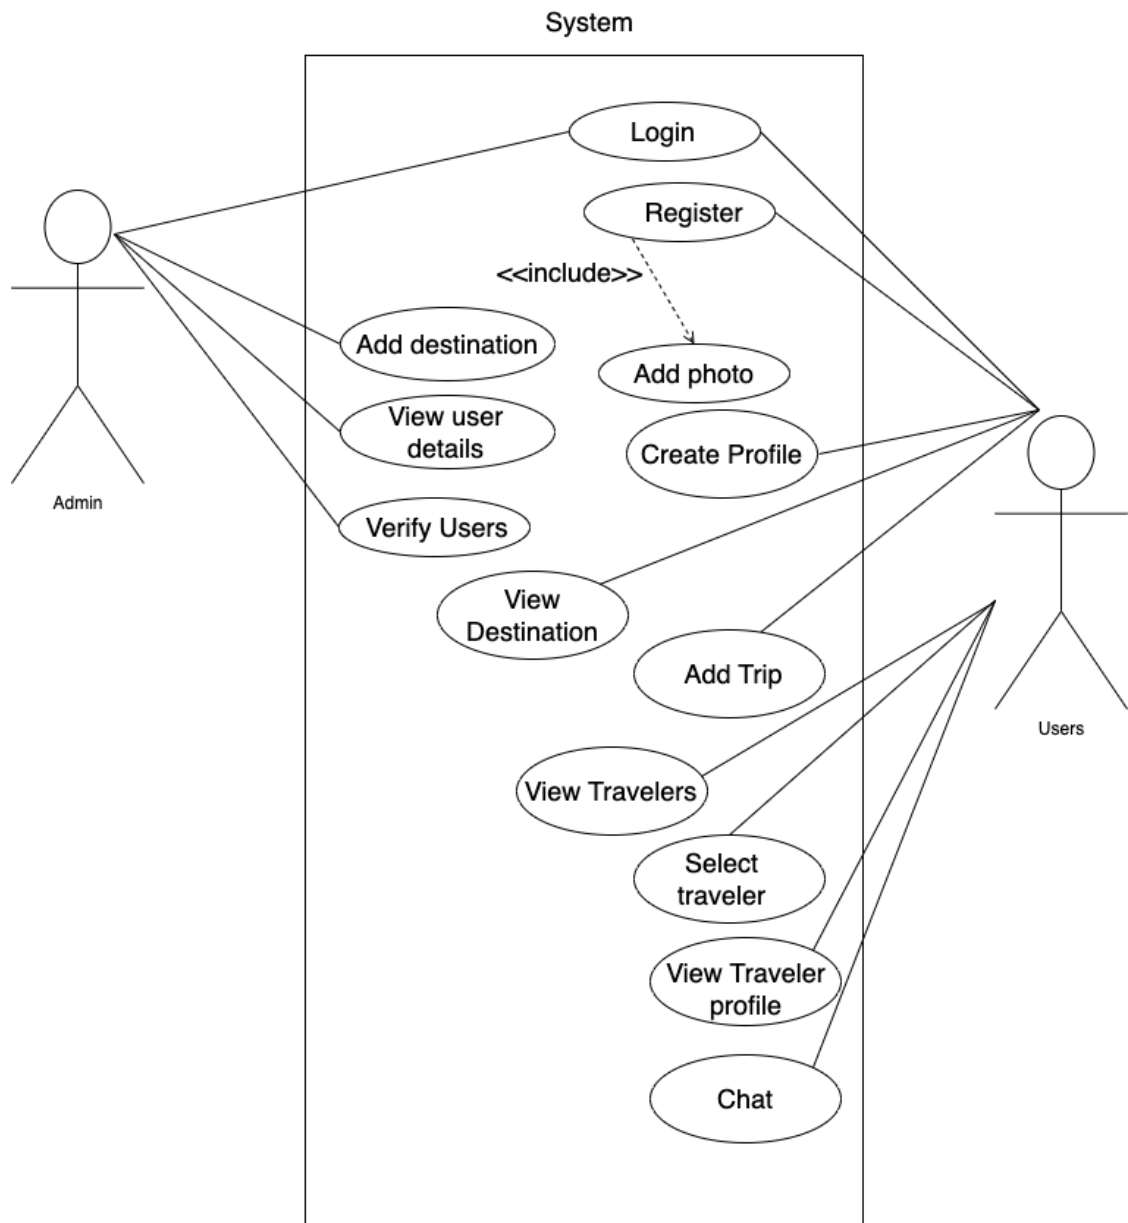 System
Login
Register
<<include>>
Add destination
Add photo
View user
details
Create Profile
Admin
Verify Users
View
Destination
Add Trip
Users
View Travelers
Select
traveler
View Traveler
profile
Chat